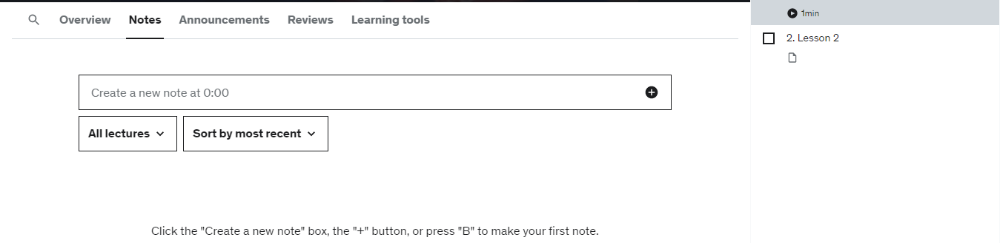 Overview Notes Announcements Reviews Learning tools
Create a new note at 0:00
All lectures Sort by most recent
Click the "Create a new note" box, the "+" button, or press "B" to make your first note.
1min
2. Lesson 2